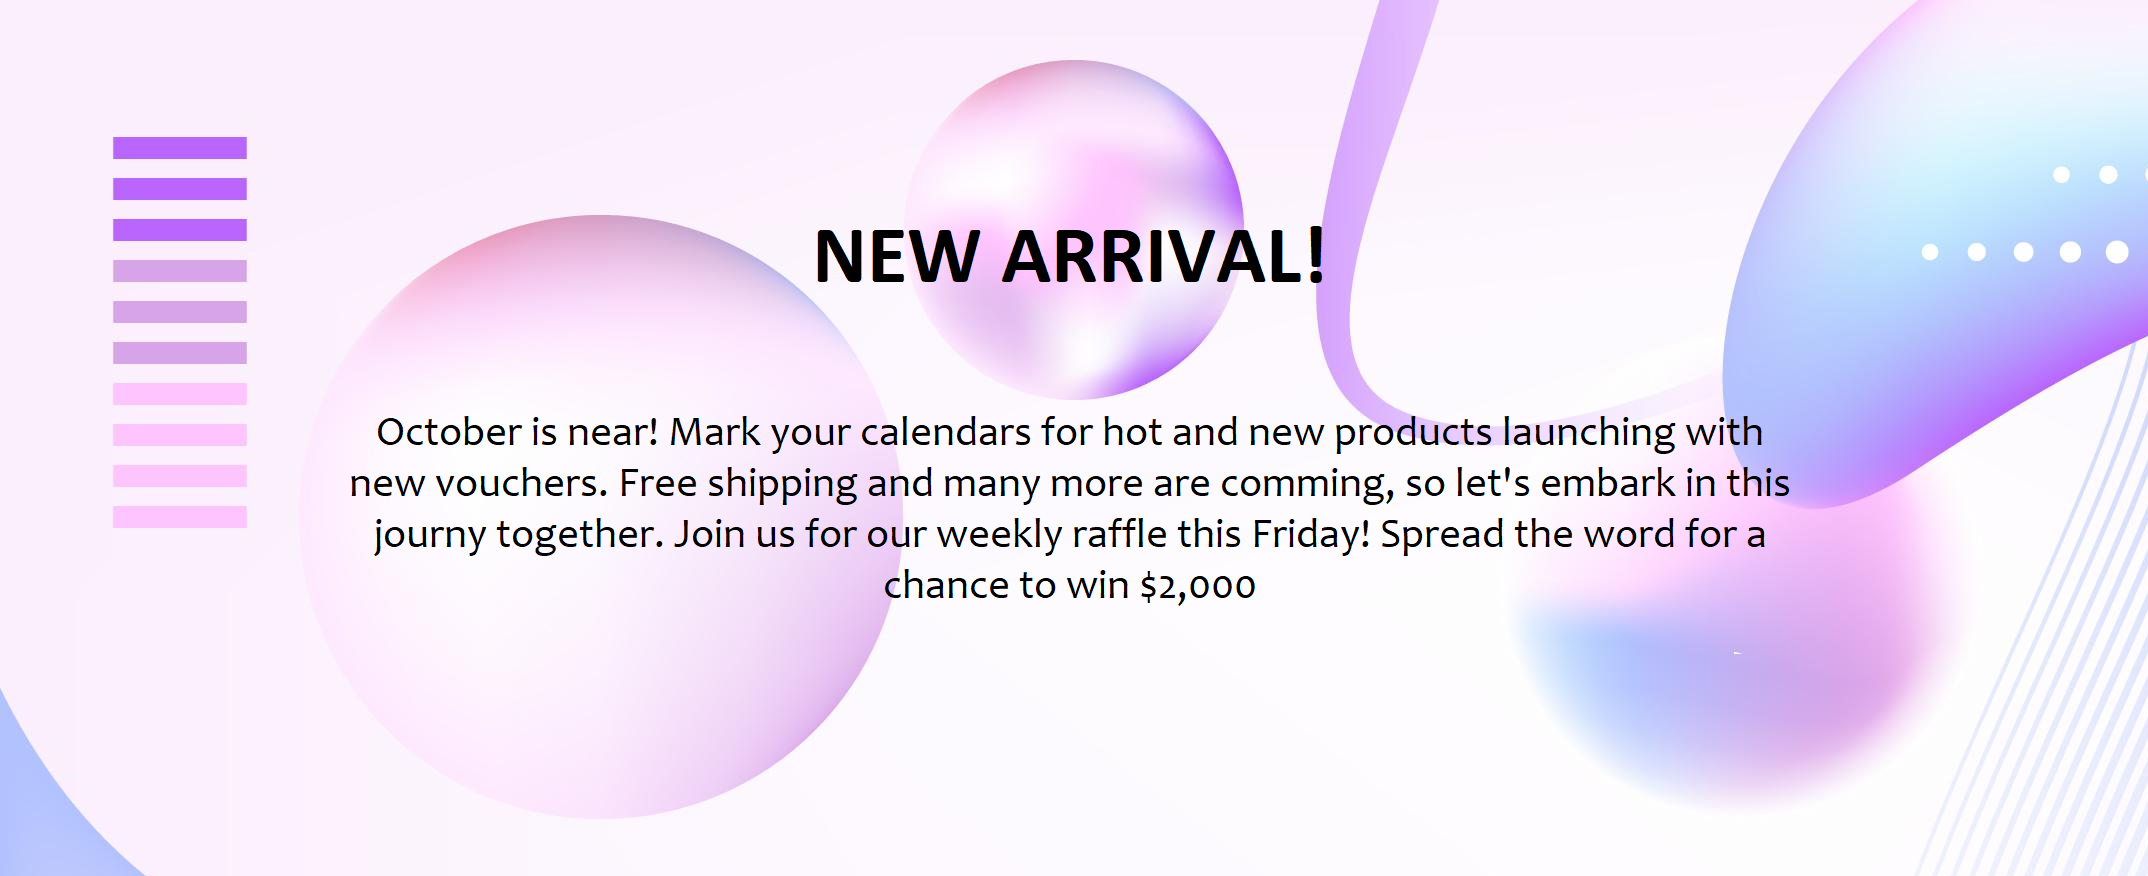 NEW ARRIVAL!
October is near! Mark your calendars for hot and new products launching with
new vouchers. Free shipping and many more are comming, so let's embark in this
journy together. Join us for our weekly raffle this Friday! Spread the word for a
chance to win $2,000